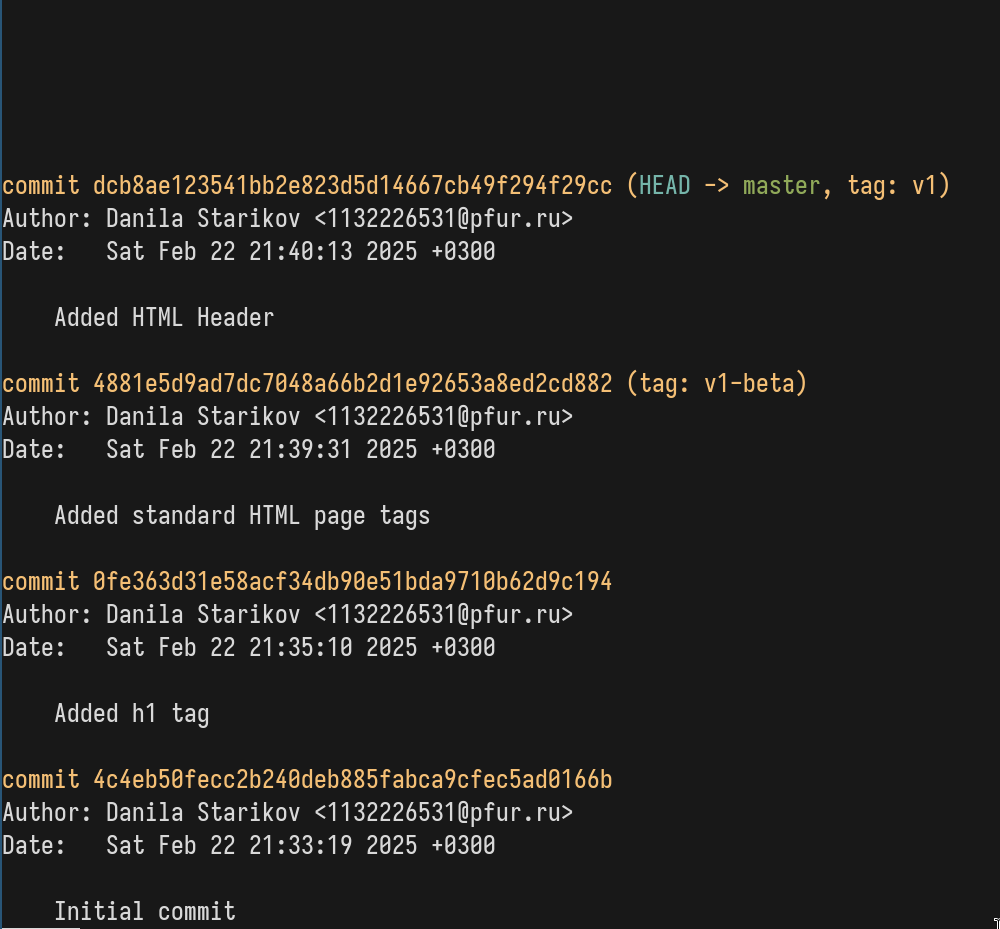 commit dcb8ae123541bb2e823d5d14667cb49f294f29cc (HEAD -> master, tag: v1)
Author: Danila Starikov <1132226531@pfur.ru>
Date:   Sat Feb 22 21:40:13 2025 +0300
    Added HTML Header
commit 4881e5d9ad7dc7048a66b2d1e92653a8ed2cd882 (tag: v1-beta)
Author: Danila Starikov <1132226531@pfur.ru>
Date:   Sat Feb 22 21:39:31 2025 +0300
    Added standard HTML page tags
commit 0fe363d31e58acf34db90e51bda9710b62d9c194
Author: Danila Starikov <1132226531@pfur.ru>
Date:   Sat Feb 22 21:35:10 2025 +0300
    Added h1 tag
commit 4c4eb50fecc2b240deb885fabca9cfec5ad0166b
Author: Danila Starikov <1132226531@pfur.ru>
Date:   Sat Feb 22 21:33:19 2025 +0300
    Initial commit